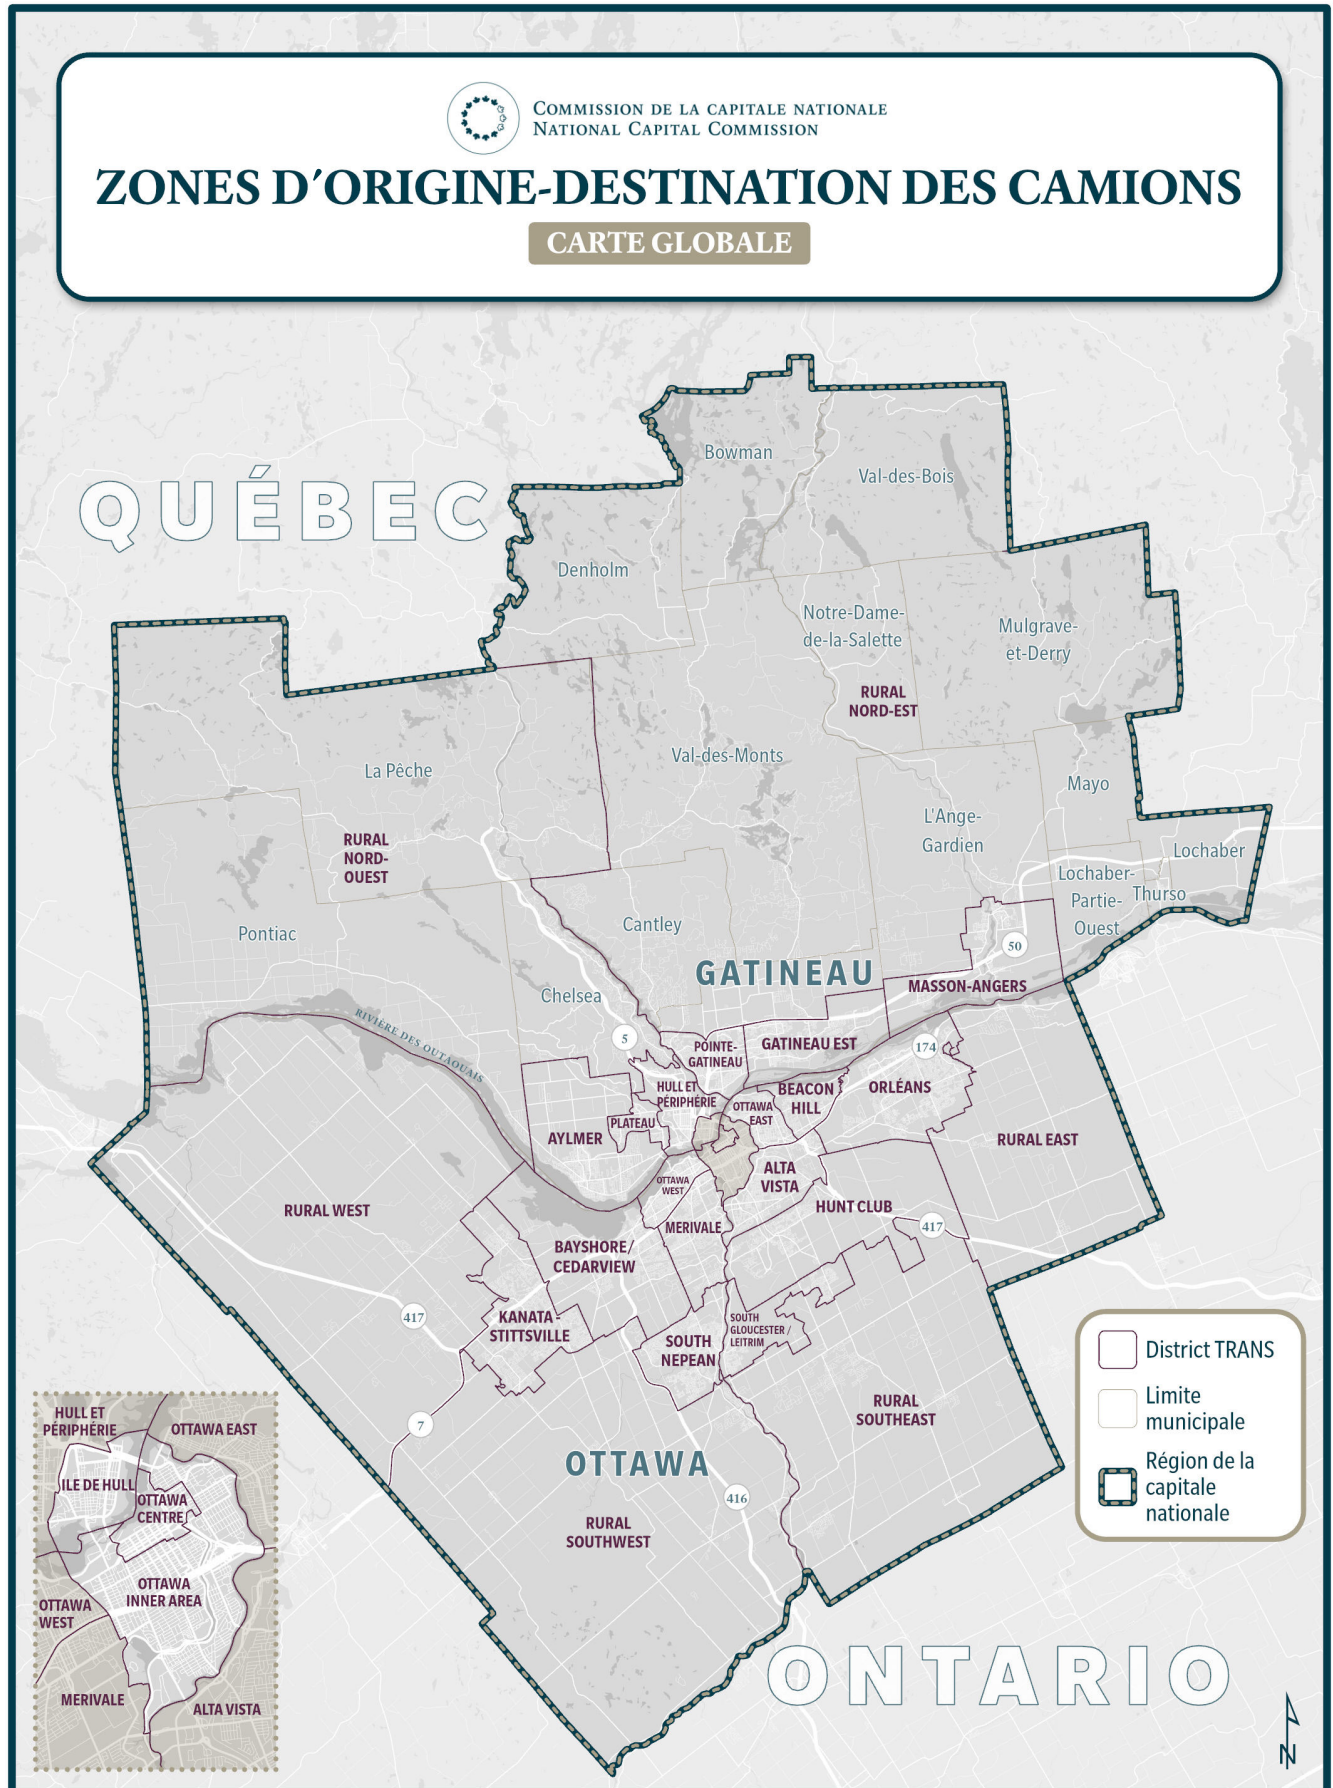 COMMISSION DE LA CAPITALE NATIONALE
NATIONAL CAPITAL COMMISSION
ZONES D'ORIGINE-DESTINATION DES CAMIONS
CARTE GLOBALE
QUÉBEC
Bowman
Val-des-Bois
Denholm
Notre-Dame-
de-la-Salette
Mulgrave-
et-Derry
RURAL
NORD-EST
La Pêche
Val-des-Monts
Mayo
L'Ange-
Gardien
RURAL
NORD-
OUEST
Lochaber
Lochaber-
Partie-
Ouest
Thurso
Pontiac
Cantley
50
GATINEAU
MASSON-ANGERS
Chelsea
RIVIÈRE DES OUTAOUAIS
5
POINTE-
GATINEAU
GATINEAU EST
174
HULL ET
PÉRIPHÉRIE
BEACON
HILL
ORLÉANS
OTTAWA
EAST
PLATEAU
AYLMER
RURAL EAST
ALTA
VISTA
OTTAWA
WEST
RURAL WEST
HUNT CLUB
MERIVALE
417
BAYSHORE/
CEDARVIEW
417
KANATA -
STITTSVILLE
SOUTH
GLOUCESTER /
LEITRIM
SOUTH
NEPEAN
RURAL
SOUTHEAST
7
OTTAWA
416
RURAL
SOUTHWEST
ONTARIO
District TRANS
Limite
municipale
Région de la
capitale
nationale
HULL ET
PÉRIPHÉRIE
OTTAWA EAST
ILE DE HULL
OTTAWA
CENTRE
OTTAWA
INNER AREA
OTTAWA
WEST
MERIVALE
ALTA VISTA
N